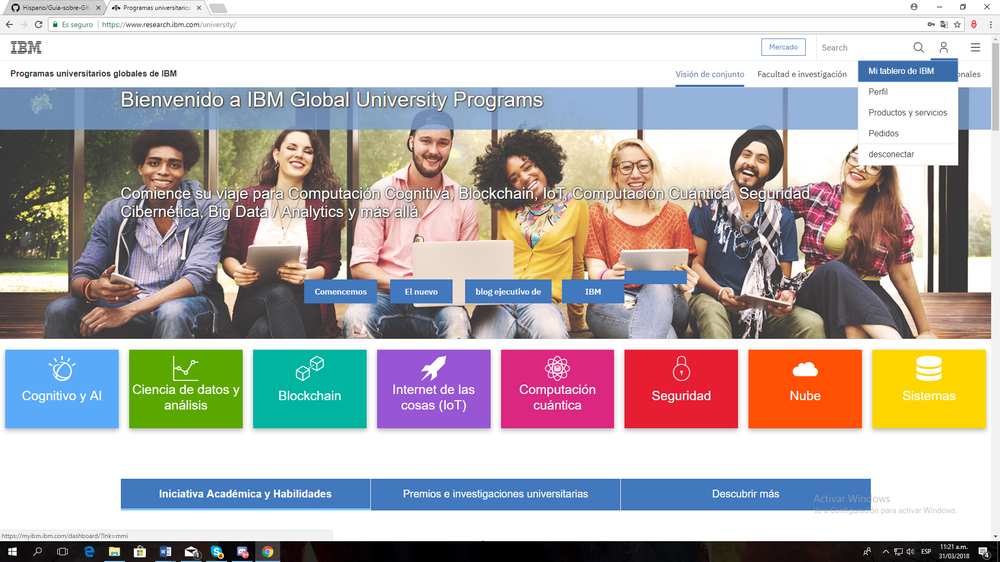 Hispano/Guia-sobre-Git-
Programas universitarios
Es seguro
https://www.research.ibm.com/university/
IBM
Mercado
Search
Programas universitarios globales de IBM
Visión de conjunto
Facultad e investigación
onales
Mi tablero de IBM
Perfil
Productos y servicios
Pedidos
desconectar
Bienvenido a IBM Global University Programs
Comience su viaje para Computación Cognitiva, Blockchain, IoT, Computación Cuántica, Seguridad
Cibernética, Big Data / Analytics y más allá
Comencemos
El nuevo
blog ejecutivo de
IBM
Cognitivo y AI
Ciencia de datos y
análisis
Blockchain
Internet de las
cosas (IoT)
Computación
cuántica
Seguridad
Nube
Sistemas
Iniciativa Académica y Habilidades
Premios e investigaciones universitarias
Descubrir más
Activar Windows
Ve a Configuración para activar Windows.
https://myibm.ibm.com/dashboard/?lnk=mmi
1
4
9+
ESP
11:21 a.m.
31/03/2018
4